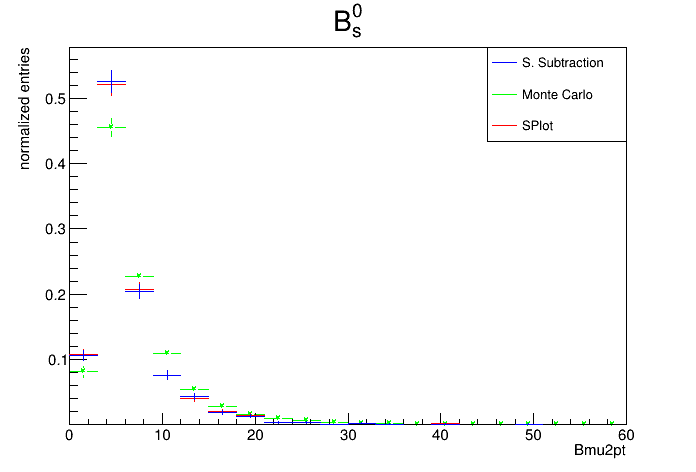 B⁰ₛ
normalized entries
S. Subtraction
Monte Carlo
SPlot
0.5
0.4
0.3
0.2
0.1
0 10 20 30 40 50 60
Bmu2pt